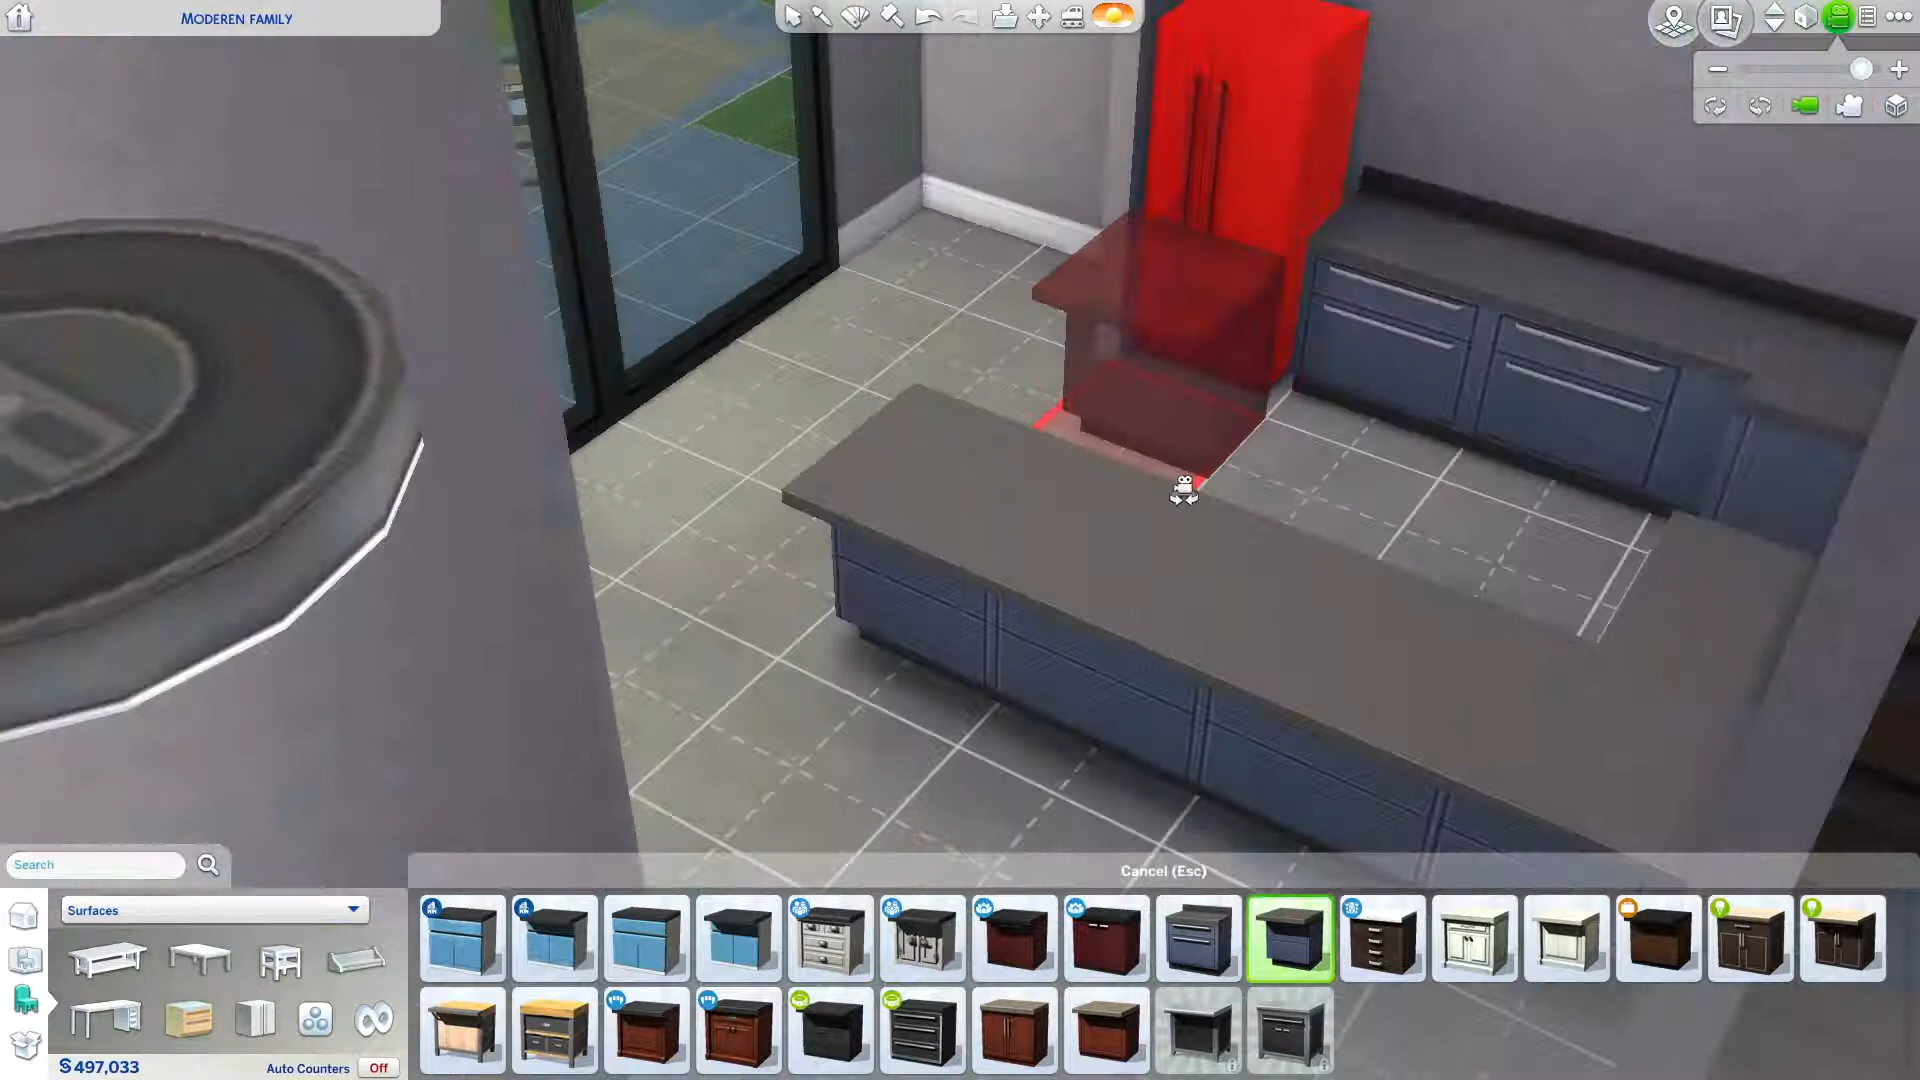 MODEREN FAMILY
Cancel (Esc)
Search
Surfaces
§497,033
Auto Counters Off